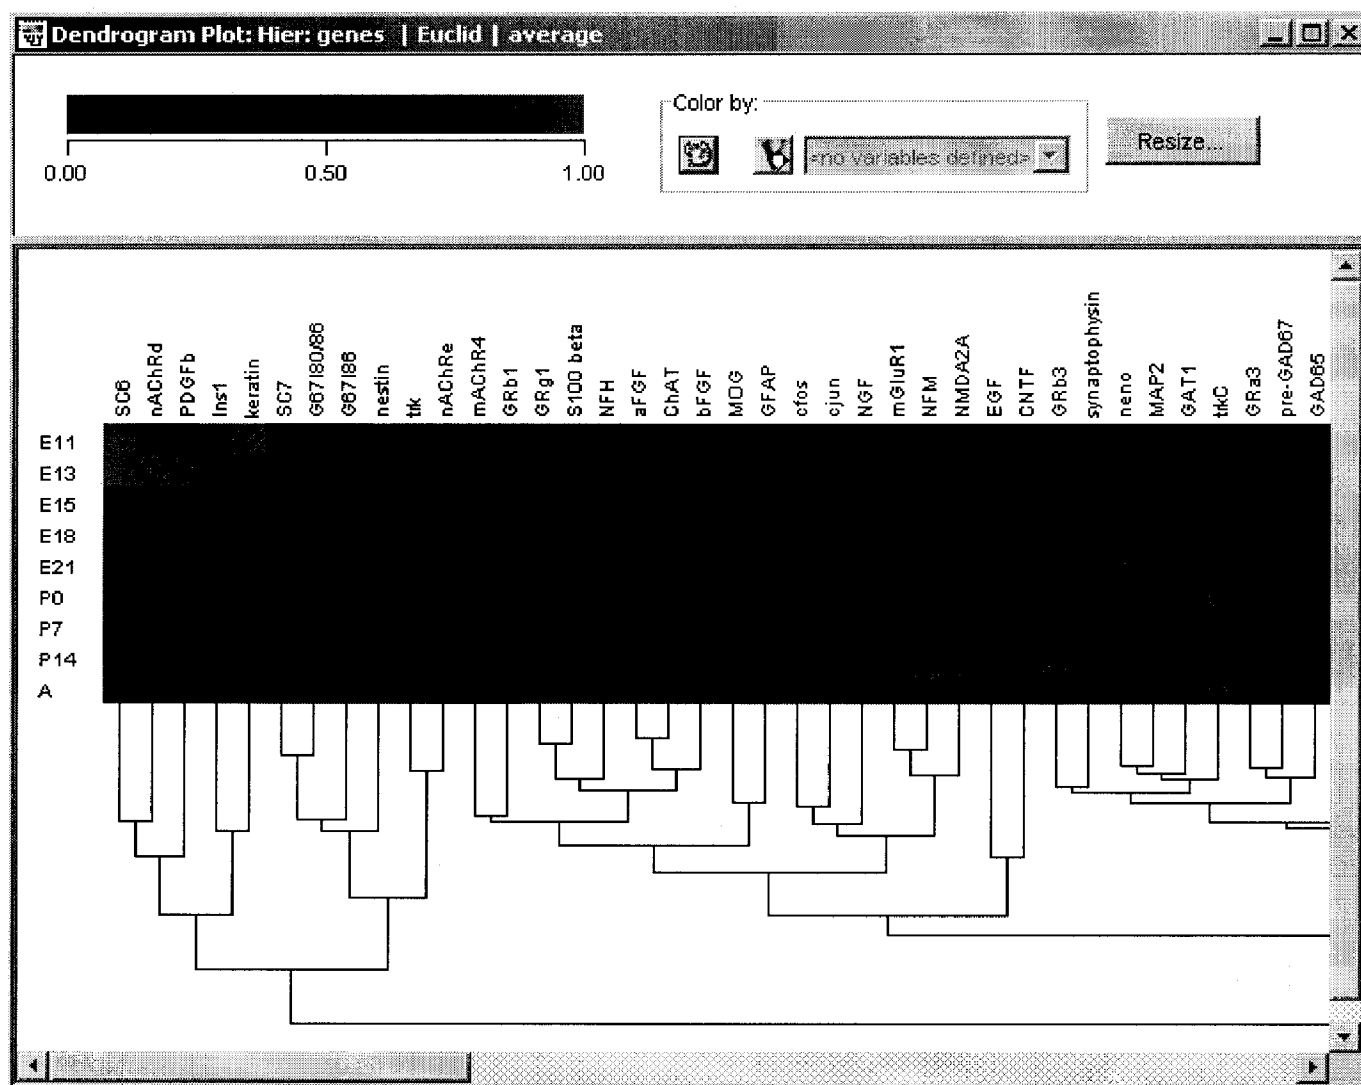 Dendrogram Plot: Hier: genes | Euclid | average
Color by:
<no variables defined>
Resize...
0.00 0.50 1.00
SC6 nAChRd PDGFb Ins1 keratin SC7 G67I80/86 G67I86 nestin trk nAChRe mAChR4 GRb1 GRg1 S100 beta NFH aFGF ChAT bFGF MOG GFAP cfos cjun NGF mGluR1 NFM NMDA2A EGF CNTF GRb3 synaptophysin neno MAP2 GAT1 trkC GRa3 pre-GAD67 GAD65
E11
E13
E15
E18
E21
P0
P7
P14
A